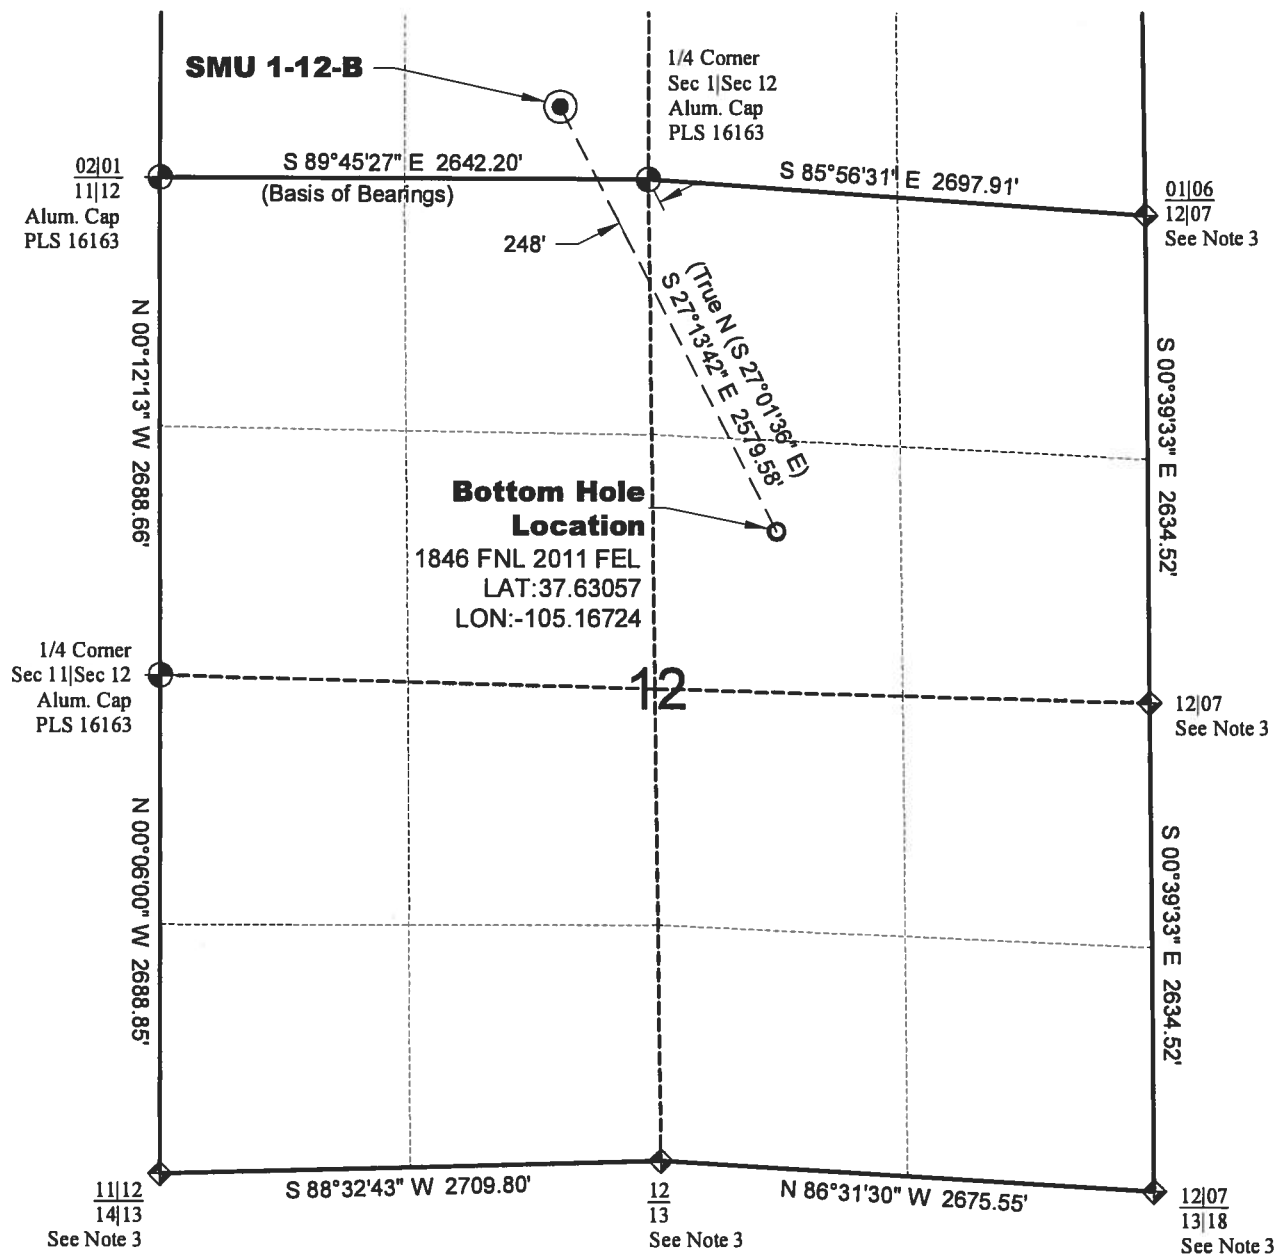 SMU 1-12-B
1/4 Corner
Sec 1|Sec 12
Alum. Cap
PLS 16163
02|01
11|12
Alum. Cap
PLS 16163
S 89°45'27" E 2642.20'
(Basis of Bearings)
S 85°56'31" E 2697.91'
01|06
12|07
See Note 3
248'
(True N (S 27°01'36" E)
S 27°13'42" E 2579.58'
N 00°12'13" W 2688.66'
S 00°39'33" E 2634.52'
Bottom Hole
Location
1846 FNL 2011 FEL
LAT:37.63057
LON:-105.16724
1/4 Corner
Sec 11|Sec 12
Alum. Cap
PLS 16163
12
12|07
See Note 3
N 00°06'00" W 2688.85'
S 00°39'33" E 2634.52'
11|12
14|13
See Note 3
S 88°32'43" W 2709.80'
12
13
See Note 3
N 86°31'30" W 2675.55'
12|07
13|18
See Note 3